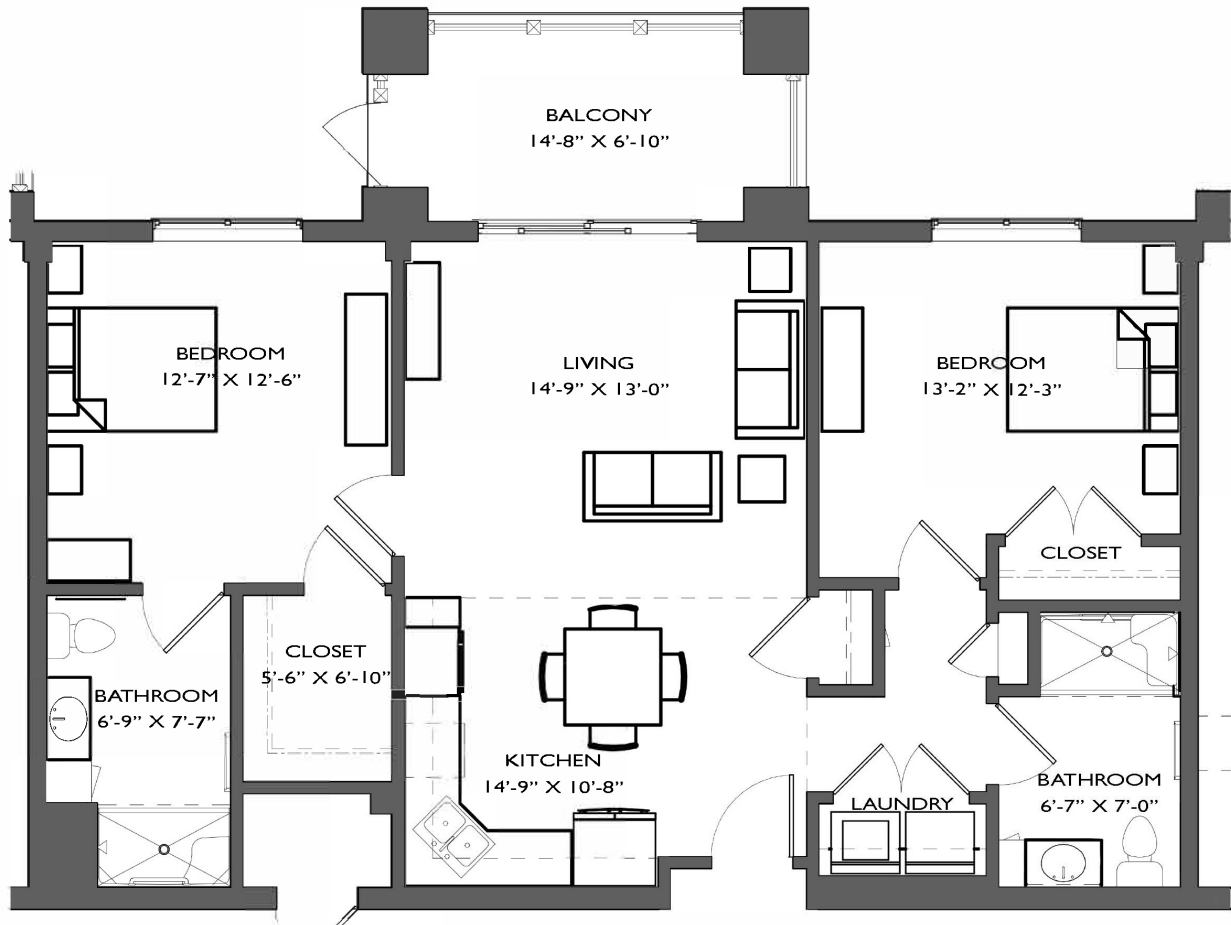 BALCONY
14'-8” X 6'-10”
BEDROOM
12'-7” X 12'-6”
LIVING
14'-9” X 13'-0”
BEDROOM
13'-2” X 12'-3”
CLOSET
CLOSET
5'-6” X 6'-10”
BATHROOM
6'-9” X 7'-7”
KITCHEN
14'-9” X 10'-8”
LAUNDRY
BATHROOM
6'-7” X 7'-0”